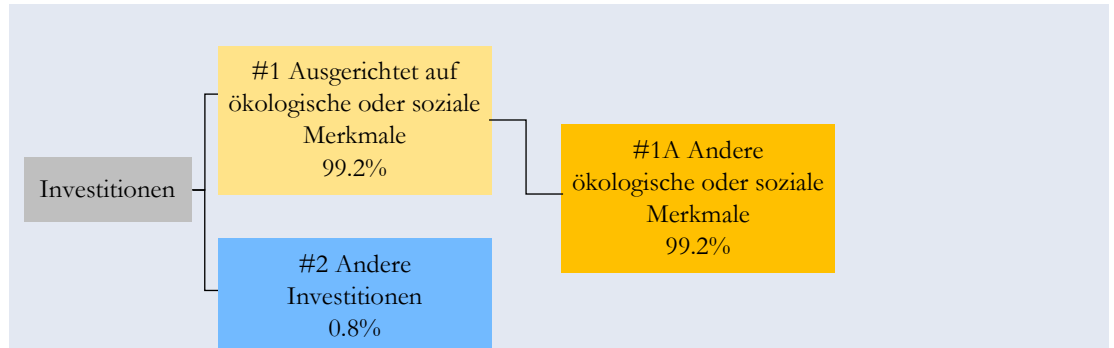 Investitionen
#1 Ausgerichtet auf
ökologische oder soziale
Merkmale
99.2%
#2 Andere
Investitionen
0.8%
#1A Andere
ökologische oder soziale
Merkmale
99.2%